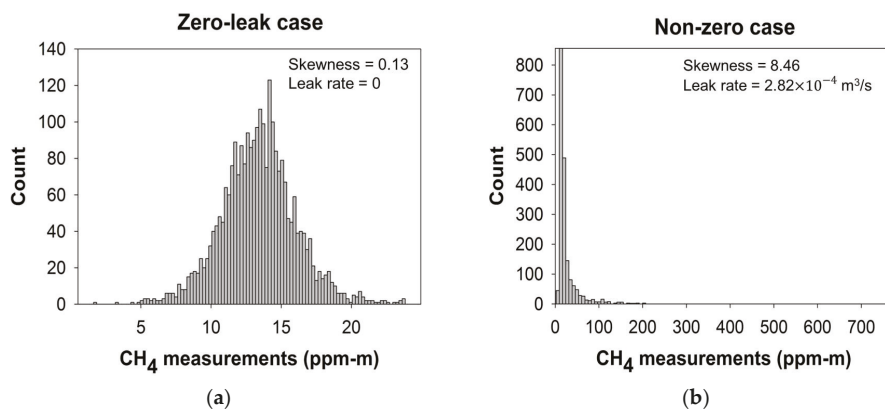 Zero-leak case
Skewness = 0.13
Leak rate = 0
140
120
100
80
60
40
20
0
Count
5 10 15 20
CH4 measurements (ppm-m)
(a)
Non-zero case
Skewness = 8.46
Leak rate = 2.82×10⁻⁴ m³/s
800
700
600
500
400
300
200
100
0
Count
0 100 200 300 400 500 600 700
CH4 measurements (ppm-m)
(b)